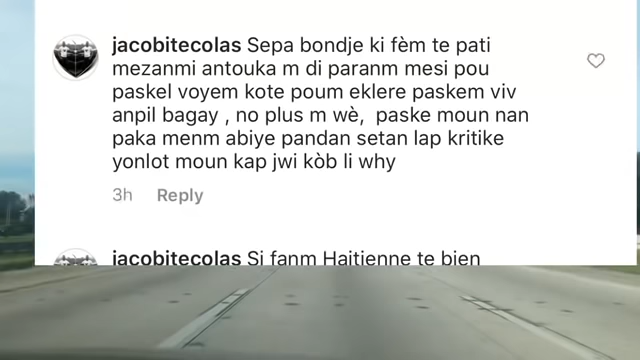 jacobitecolas Sepa bondje ki fèm te pati
mezanmi antouka m di paranm mesi pou
paskel voyem kote poum eklere paskem viv
anpil bagay , no plus m wè, paske moun nan
paka menm abiye pandan setan lap kritike
yonlot moun kap jwi kòb li why
3h Reply
jacobitecolas Si fanm Haitienne te bien